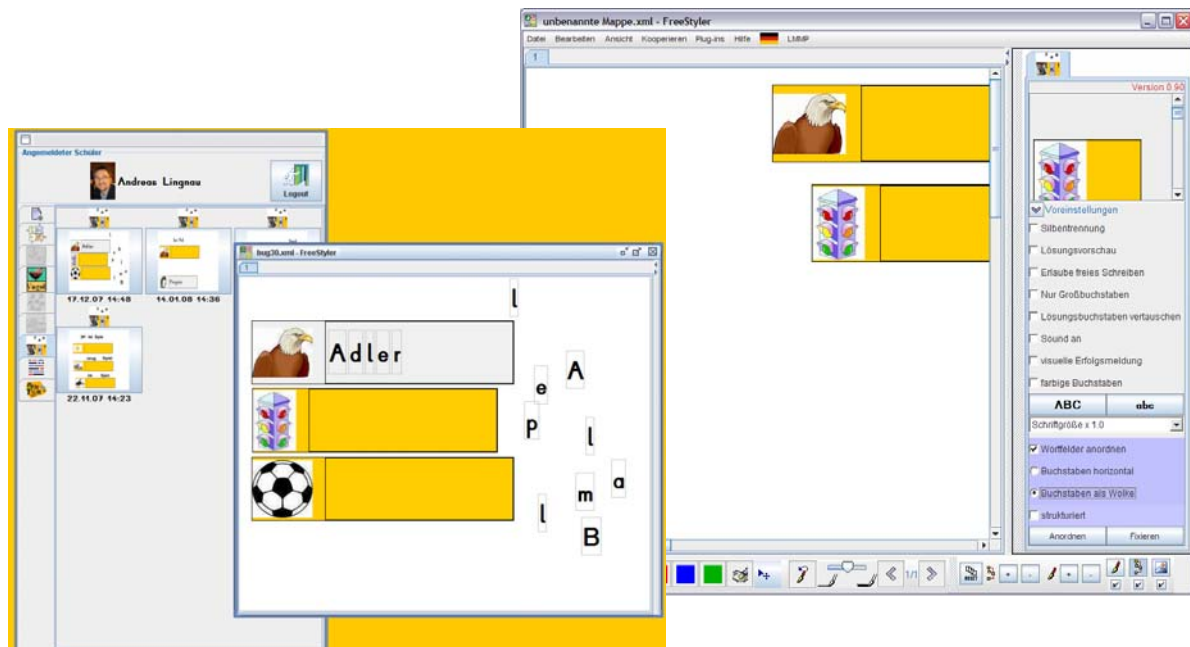 unbenannte Mappe.xml - FreeStyler
Datei Bearbeiten Ansicht Kooperieren Plug-ins Hilfe LMMP
1
Version 0.90
Voreinstellungen
Silbentrennung
Lösungsvorschau
Erlaube freies Schreiben
Nur Großbuchstaben
Lösungsbuchstaben vertauschen
Sound an
visuelle Erfolgsmeldung
farbige Buchstaben
ABC abc
Schriftgröße x 1.0
Wortfelder anordnen
Buchstaben horizontal
Buchstaben als Wolke
strukturiert
Anordnen Fixieren
1/1
Angemeldeter Schüler
Andreas Lingnau
Logout
Vogel
17.12.07 14:48 14.01.08 14:36
22.11.07 14:23
bug30.xml - FreeStyler
1
l
Adler
A
e
p
l
a
m
l
B